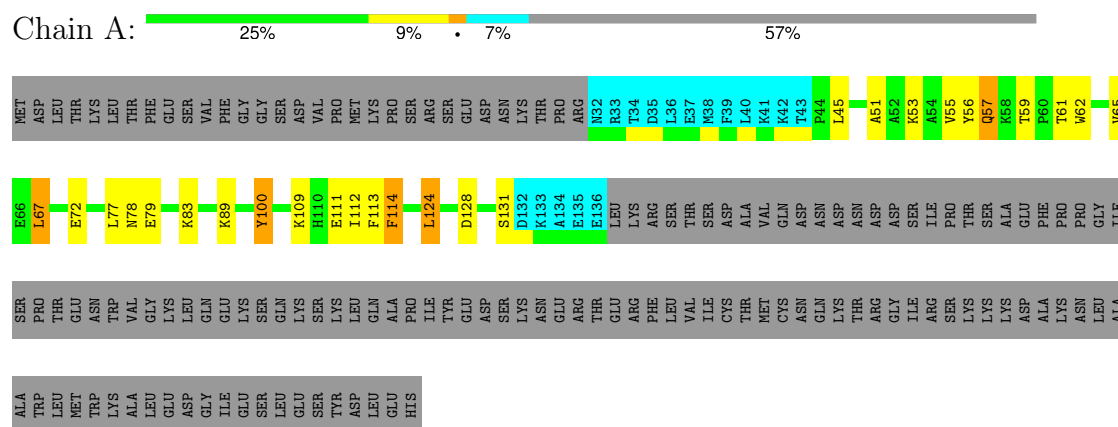 Chain A:
25% 9% • 7% 57%
MET ASP LEU THR LYS LEU THR PHE GLU SER VAL PHE GLY GLY SER ASP VAL PRO MET LYS PRO SER ARG SER GLU ASP ASN LYS THR PRO ARG N32 R33 T34 D35 L36 E37 M38 F39 L40 K41 K42 T43 P44 L45 A51 A52 K53 A54 V55 Y56 Q57 K58 T59 P60 T61 W62 V65
E66 L67 E72 L77 N78 E79 K83 K89 Y100 K109 H110 E111 I112 F113 F114 L124 D128 S131 D132 K133 A134 E135 E136 LEU LYS ARG SER THR SER ASP ALA VAL GLN ASP ASN ASP ASN ASP ASP SER ILE PRO THR SER ALA GLU PHE PRO PRO GLY ILE
SER PRO THR GLU ASN TRP VAL GLY LYS LEU GLN GLU LYS SER GLN LYS SER LYS LEU GLN ALA PRO ILE TYR GLU ASP SER LYS ASN GLU ARG THR GLU ARG PHE LEU VAL ILE CYS THR MET CYS ASN GLN LYS THR ARG GLY ILE ARG SER LYS LYS LYS ASP ALA LYS ASN LEU ALA
ALA TRP LEU MET TRP LYS ALA LEU GLU ASP GLY ILE GLU SER LEU GLU SER TYR ASP LEU GLU HIS